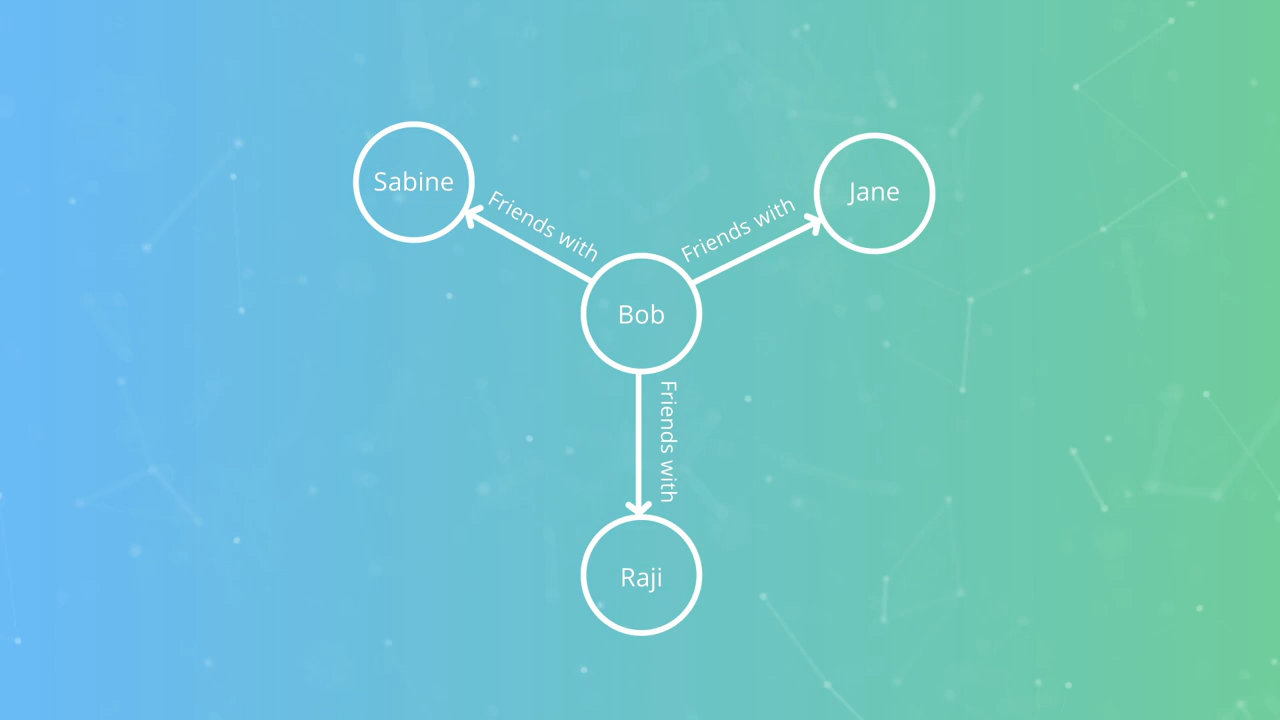 Sabine
Jane
Friends with
Friends with
Bob
Friends with
Raji